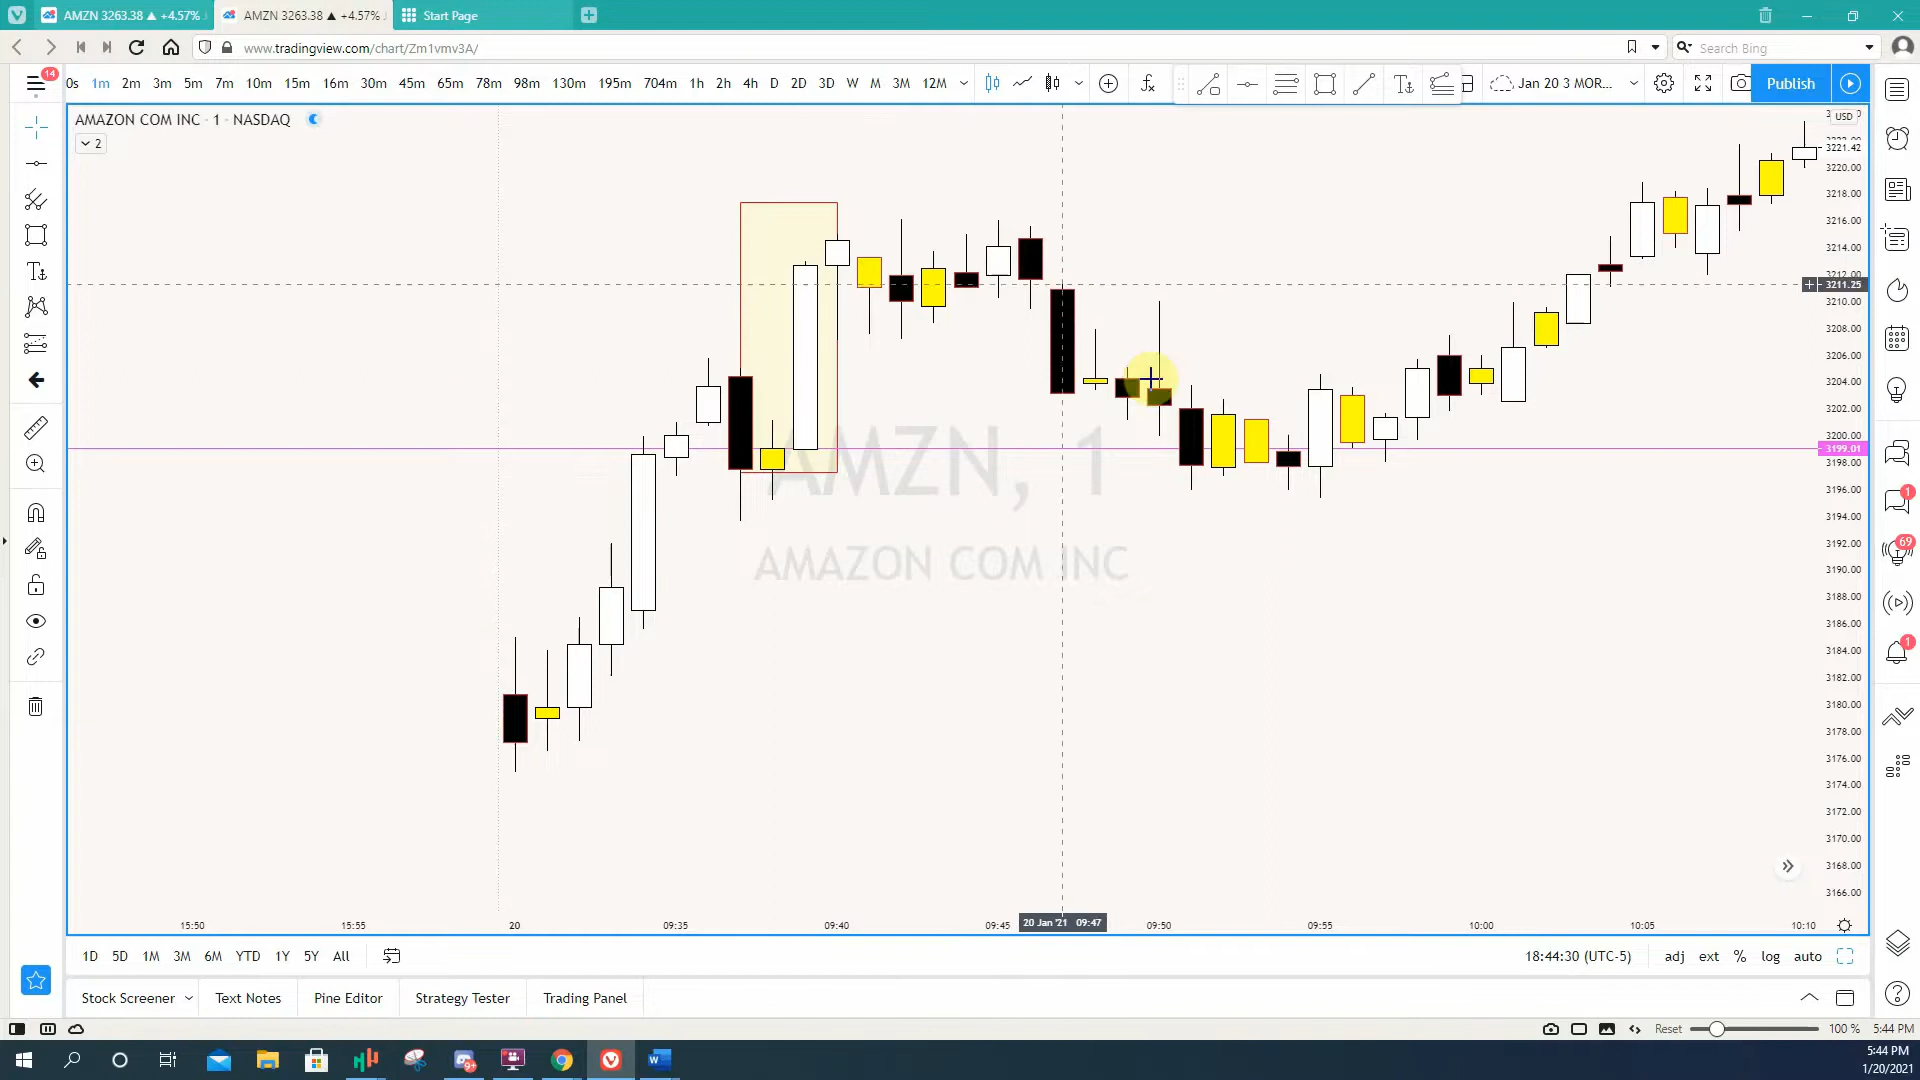 AMZN 3263.38 ▲ +4.57%
AMZN 3263.38 ▲ +4.57%
Start Page
www.tradingview.com/chart/Zm1vmv3A/
Search Bing
14
0s 1m 2m 3m 5m 7m 10m 15m 16m 30m 45m 65m 78m 98m 130m 195m 704m 1h 2h 4h D 2D 3D W M 3M 12M
Jan 20 3 MOR...
Publish
AMAZON COM INC · 1 · NASDAQ
2
USD
3221.42
3220.00
3218.00
3216.00
3214.00
3212.00
3211.25
3210.00
3208.00
3206.00
3204.00
3202.00
3200.00
3199.01
3198.00
3196.00
3194.00
3192.00
3190.00
3188.00
3186.00
3184.00
3182.00
3180.00
3178.00
3176.00
3174.00
3172.00
3170.00
3168.00
3166.00
AMZN, 1
AMAZON COM INC
1
69
1
15:50 15:55 20 09:35 09:40 09:45 20 Jan '21 09:47 09:50 09:55 10:00 10:05 10:10
1D 5D 1M 3M 6M YTD 1Y 5Y All
18:44:30 (UTC-5) adj ext % log auto
Stock Screener Text Notes Pine Editor Strategy Tester Trading Panel
Reset 100 % 5:44 PM
9+
5:44 PM
1/20/2021